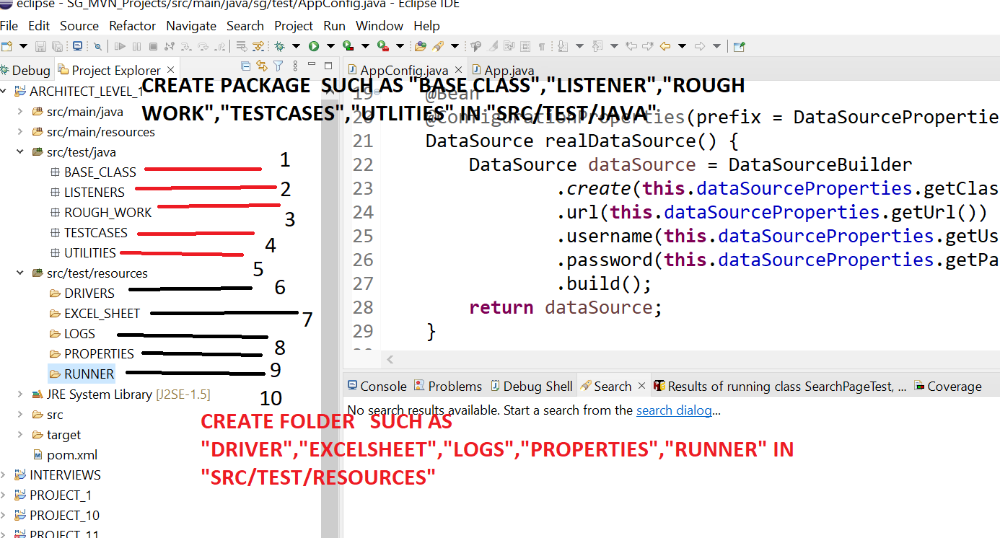 eclipse - SG_MVN_Projects/src/main/java/sg/test/AppConfig.java - Eclipse IDE
File Edit Source Refactor Navigate Search Project Run Window Help
Debug Project Explorer AppConfig.java App.java
CREATE PACKAGE SUCH AS "BASE CLASS","LISTENER","ROUGH
WORK","TESTCASES","UTLITIES" IN "SRC/TEST/JAVA"
ARCHITECT_LEVEL_1
src/main/java
src/main/resources
src/test/java
BASE_CLASS 1
LISTENERS 2
ROUGH_WORK 3
TESTCASES 4
UTILITIES 5
src/test/resources
DRIVERS 6
EXCEL_SHEET 7
LOGS 8
PROPERTIES 9
RUNNER 10
JRE System Library [J2SE-1.5]
src
target
pom.xml
INTERVIEWS
PROJECT_1
PROJECT_10
PROJECT_11
CREATE FOLDER SUCH AS
"DRIVER","EXCELSHEET","LOGS","PROPERTIES","RUNNER" IN
"SRC/TEST/RESOURCES"
19 @Bean
20 @ConfigurationProperties(prefix = DataSourcePropertie
21 DataSource realDataSource() {
22 DataSource dataSource = DataSourceBuilder
23 .create(this.dataSourceProperties.getClas
24 .url(this.dataSourceProperties.getUrl())
25 .username(this.dataSourceProperties.getUs
26 .password(this.dataSourceProperties.getPa
27 .build();
28 return dataSource;
29 }
Console Problems Debug Shell Search Results of running class SearchPageTest, ... Coverage
No search results available. Start a search from the search dialog...